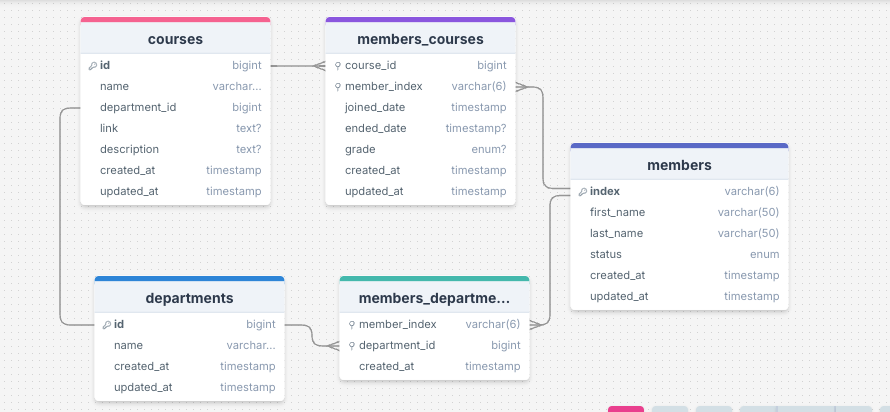 courses
id bigint
name varchar...
department_id bigint
link text?
description text?
created_at timestamp
updated_at timestamp
members_courses
course_id bigint
member_index varchar(6)
joined_date timestamp
ended_date timestamp?
grade enum?
created_at timestamp
updated_at timestamp
members
index varchar(6)
first_name varchar(50)
last_name varchar(50)
status enum
created_at timestamp
updated_at timestamp
departments
id bigint
name varchar...
created_at timestamp
updated_at timestamp
members_departme...
member_index varchar(6)
department_id bigint
created_at timestamp